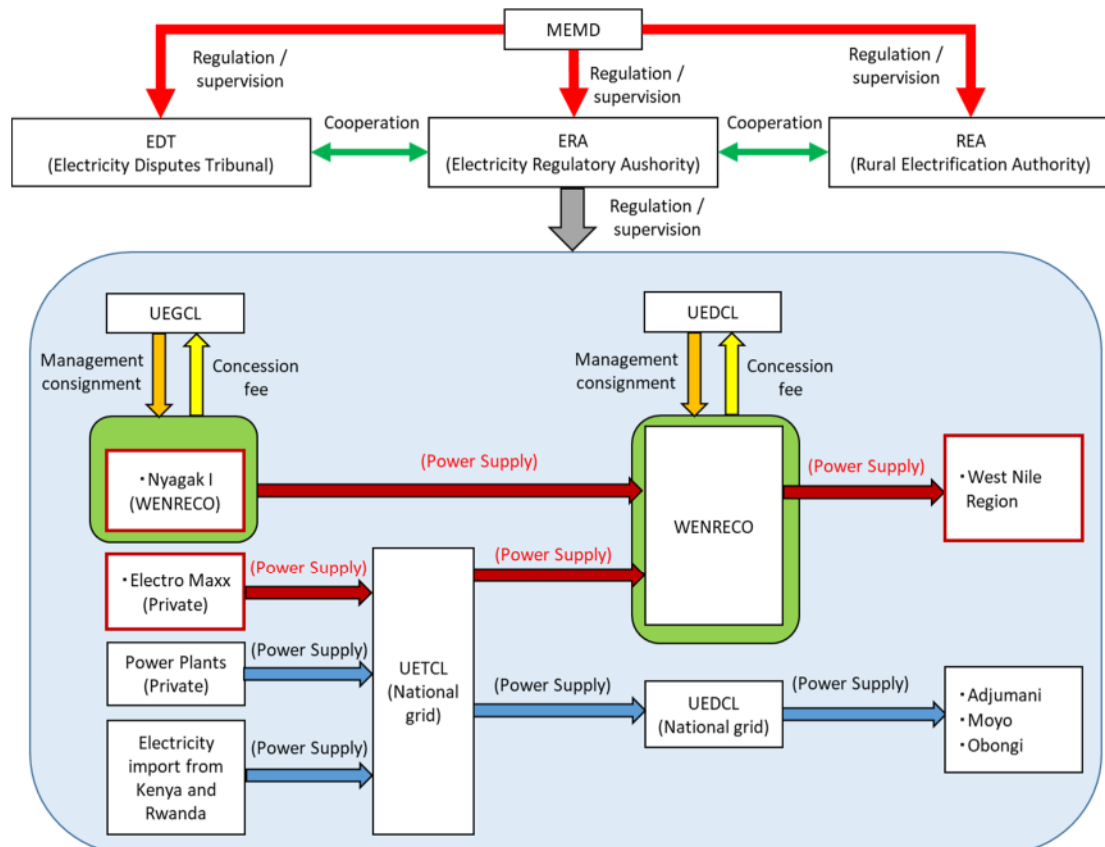 MEMD
Regulation /
supervision
Regulation /
supervision
Regulation /
supervision
EDT
(Electricity Disputes Tribunal)
Cooperation
ERA
(Electricity Regulatory Aushority)
Cooperation
REA
(Rural Electrification Authority)
Regulation /
supervision
UEGCL
UEDCL
Management
consignment
Concession
fee
Management
consignment
Concession
fee
・Nyagak I
(WENRECO)
(Power Supply)
WENRECO
(Power Supply)
・West Nile
Region
・Electro Maxx
(Private)
(Power Supply)
(Power Supply)
Power Plants
(Private)
(Power Supply)
UETCL
(National
grid)
(Power Supply)
UEDCL
(National grid)
(Power Supply)
・Adjumani
・Moyo
・Obongi
Electricity
import from
Kenya and
Rwanda
(Power Supply)